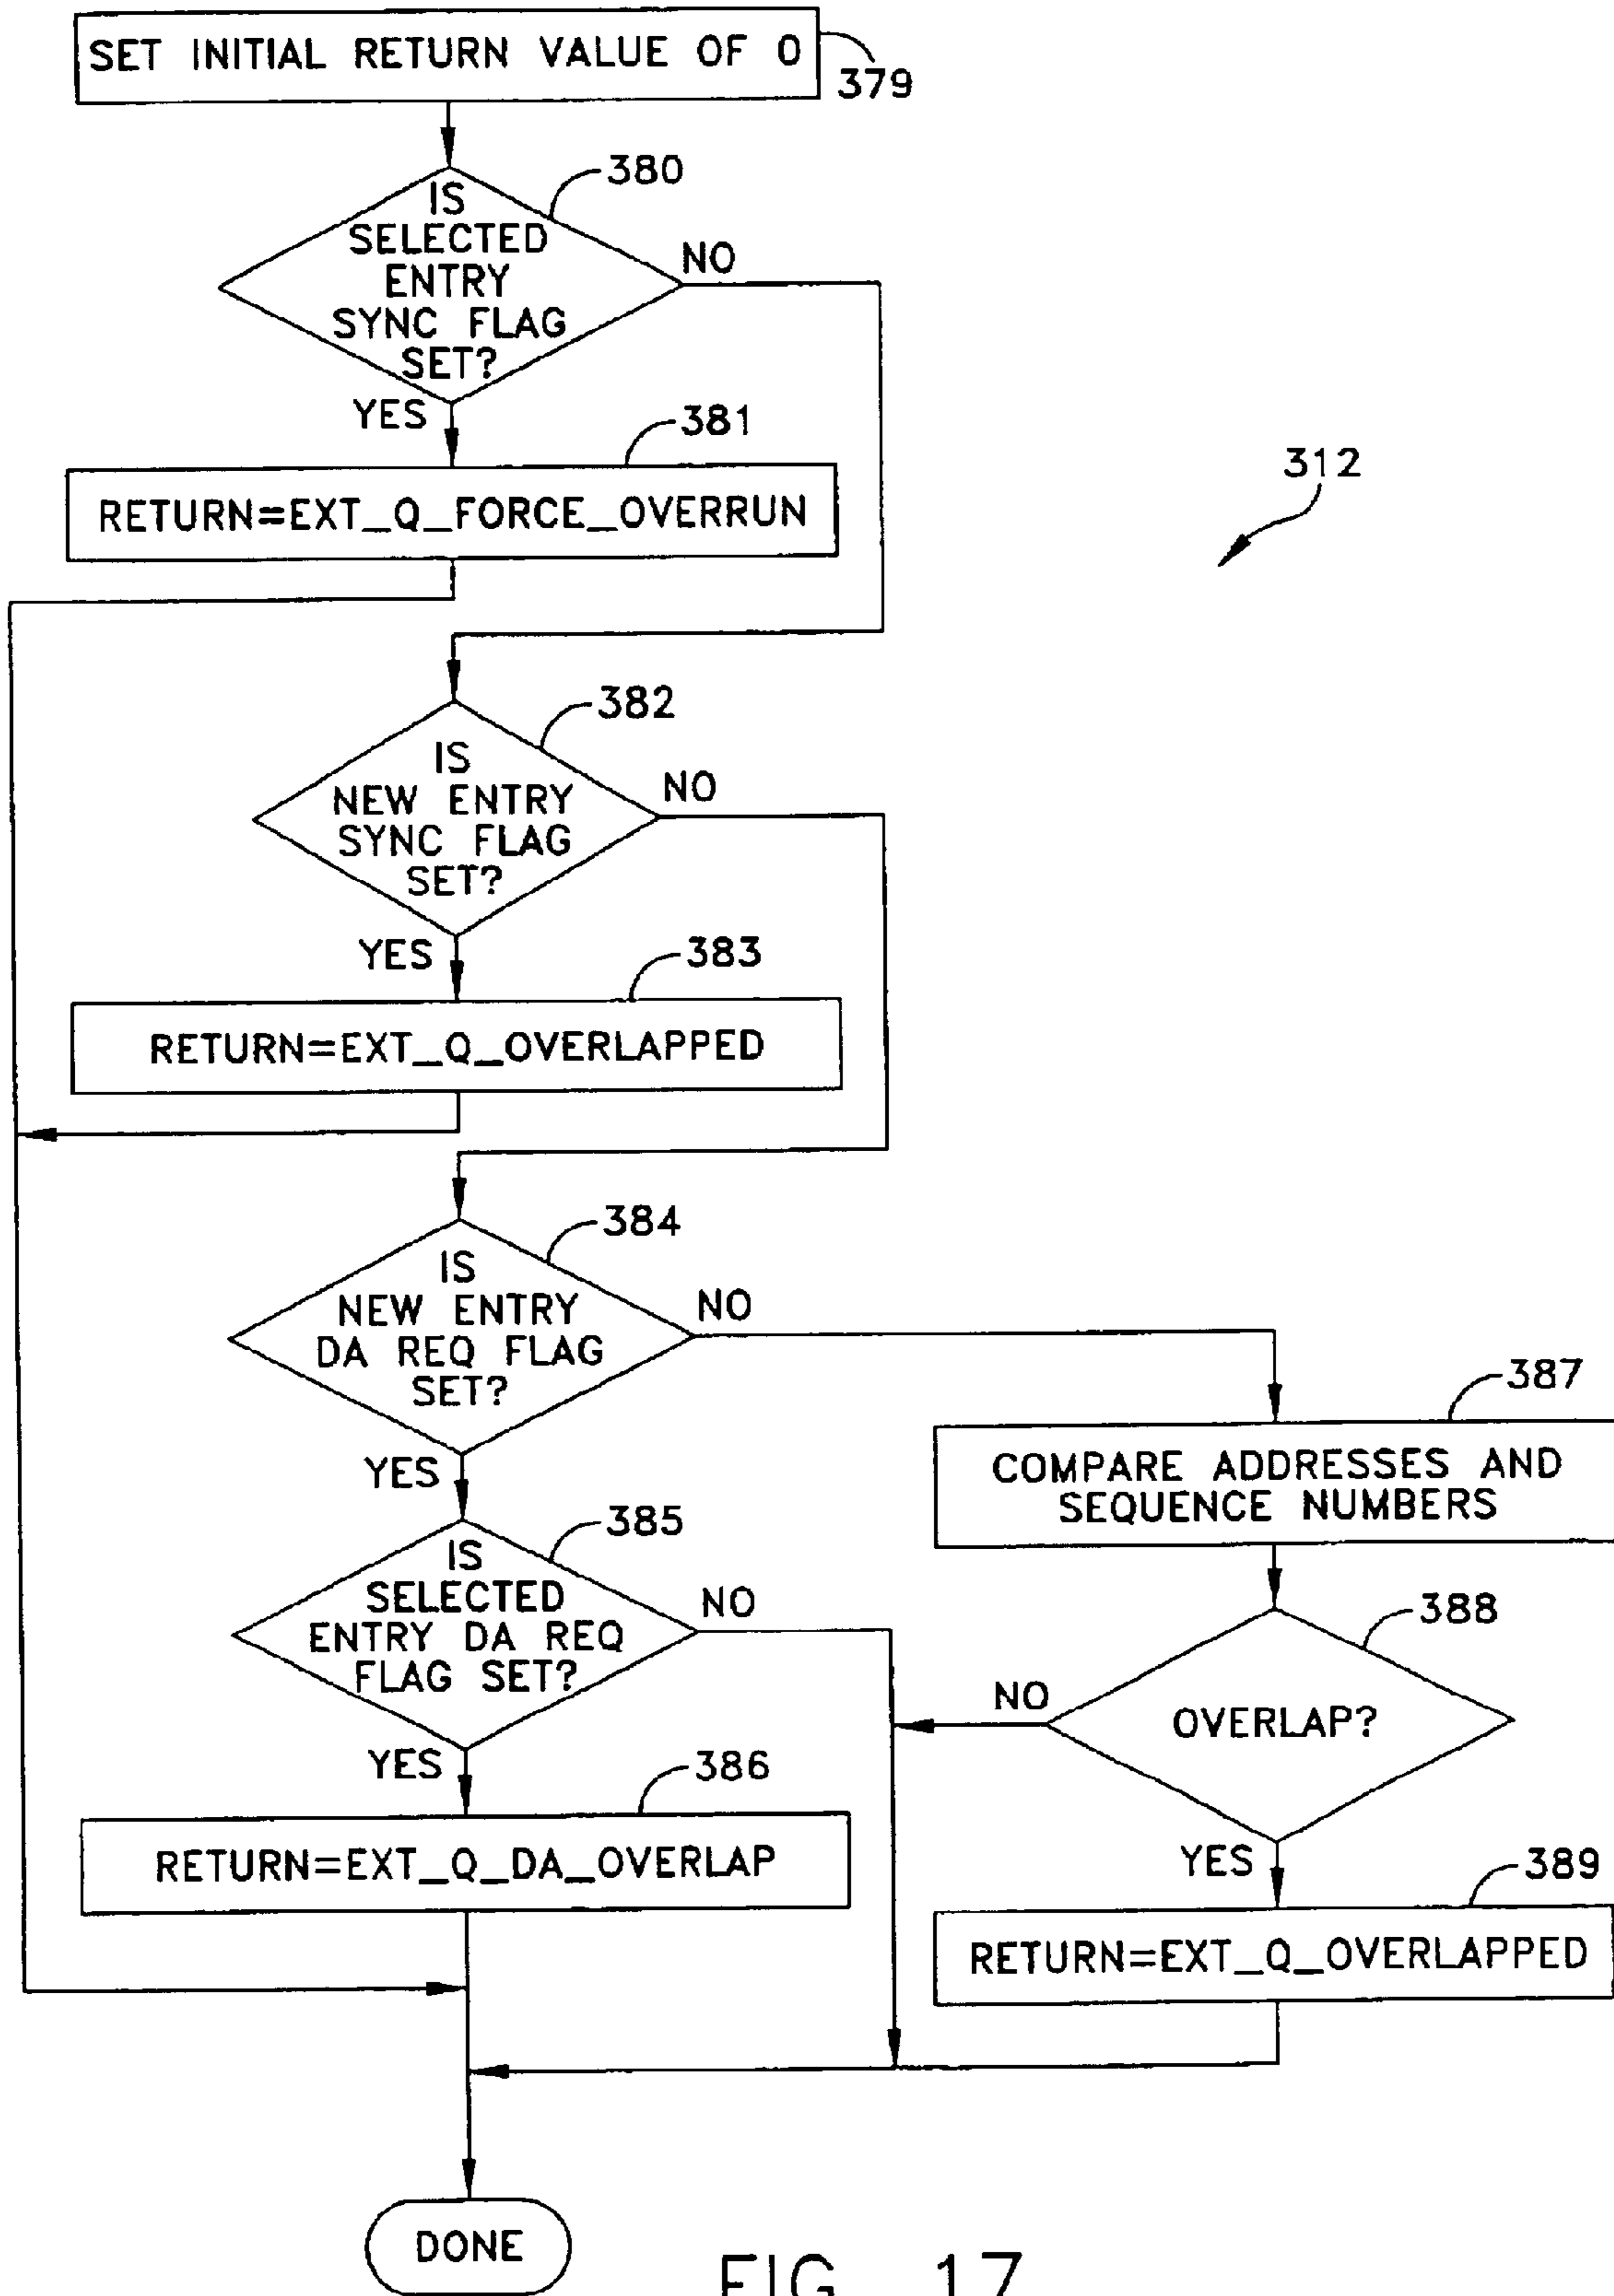 SET INITIAL RETURN VALUE OF 0
379
380
IS
SELECTED
ENTRY
SYNC FLAG
SET?
NO
YES
381
RETURN=EXT_Q_FORCE_OVERRUN
312
382
IS
NEW ENTRY
SYNC FLAG
SET?
NO
YES
383
RETURN=EXT_Q_OVERLAPPED
384
IS
NEW ENTRY
DA REQ FLAG
SET?
NO
YES
387
COMPARE ADDRESSES AND
SEQUENCE NUMBERS
385
IS
SELECTED
ENTRY DA REQ
FLAG SET?
NO
YES
388
OVERLAP?
NO
YES
386
RETURN=EXT_Q_DA_OVERLAP
389
RETURN=EXT_Q_OVERLAPPED
DONE
FIG. 17